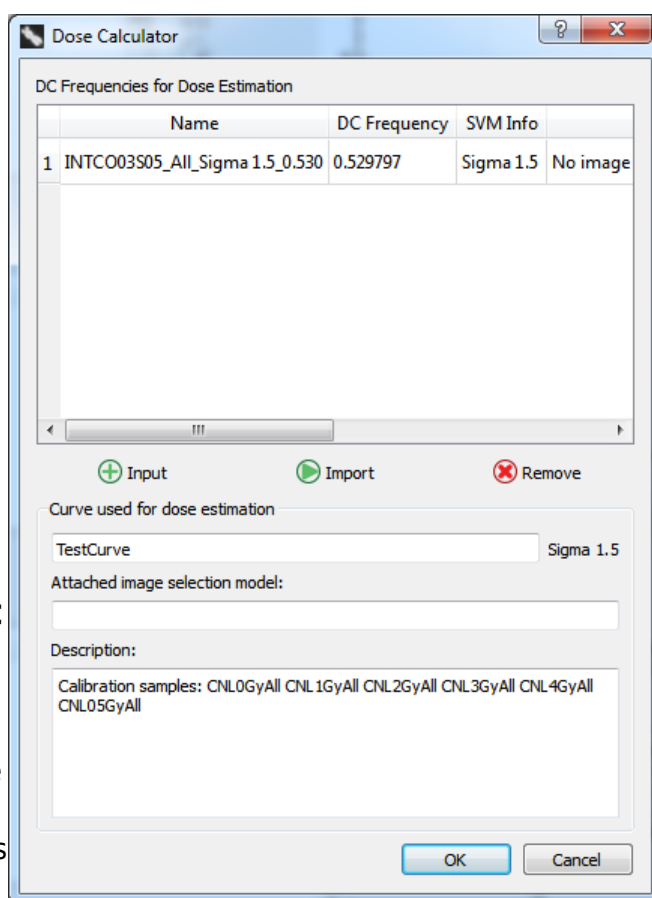 Dose Calculator
DC Frequencies for Dose Estimation
Name DC Frequency SVM Info
1 INTC003S05_All_Sigma 1.5_0.530 0.529797 Sigma 1.5 No image
Input Import Remove
Curve used for dose estimation
TestCurve Sigma 1.5
Attached image selection model:
Description:
Calibration samples: CNL0GyAll CNL1GyAll CNL2GyAll CNL3GyAll CNL4GyAll
CNL05GyAll
OK Cancel